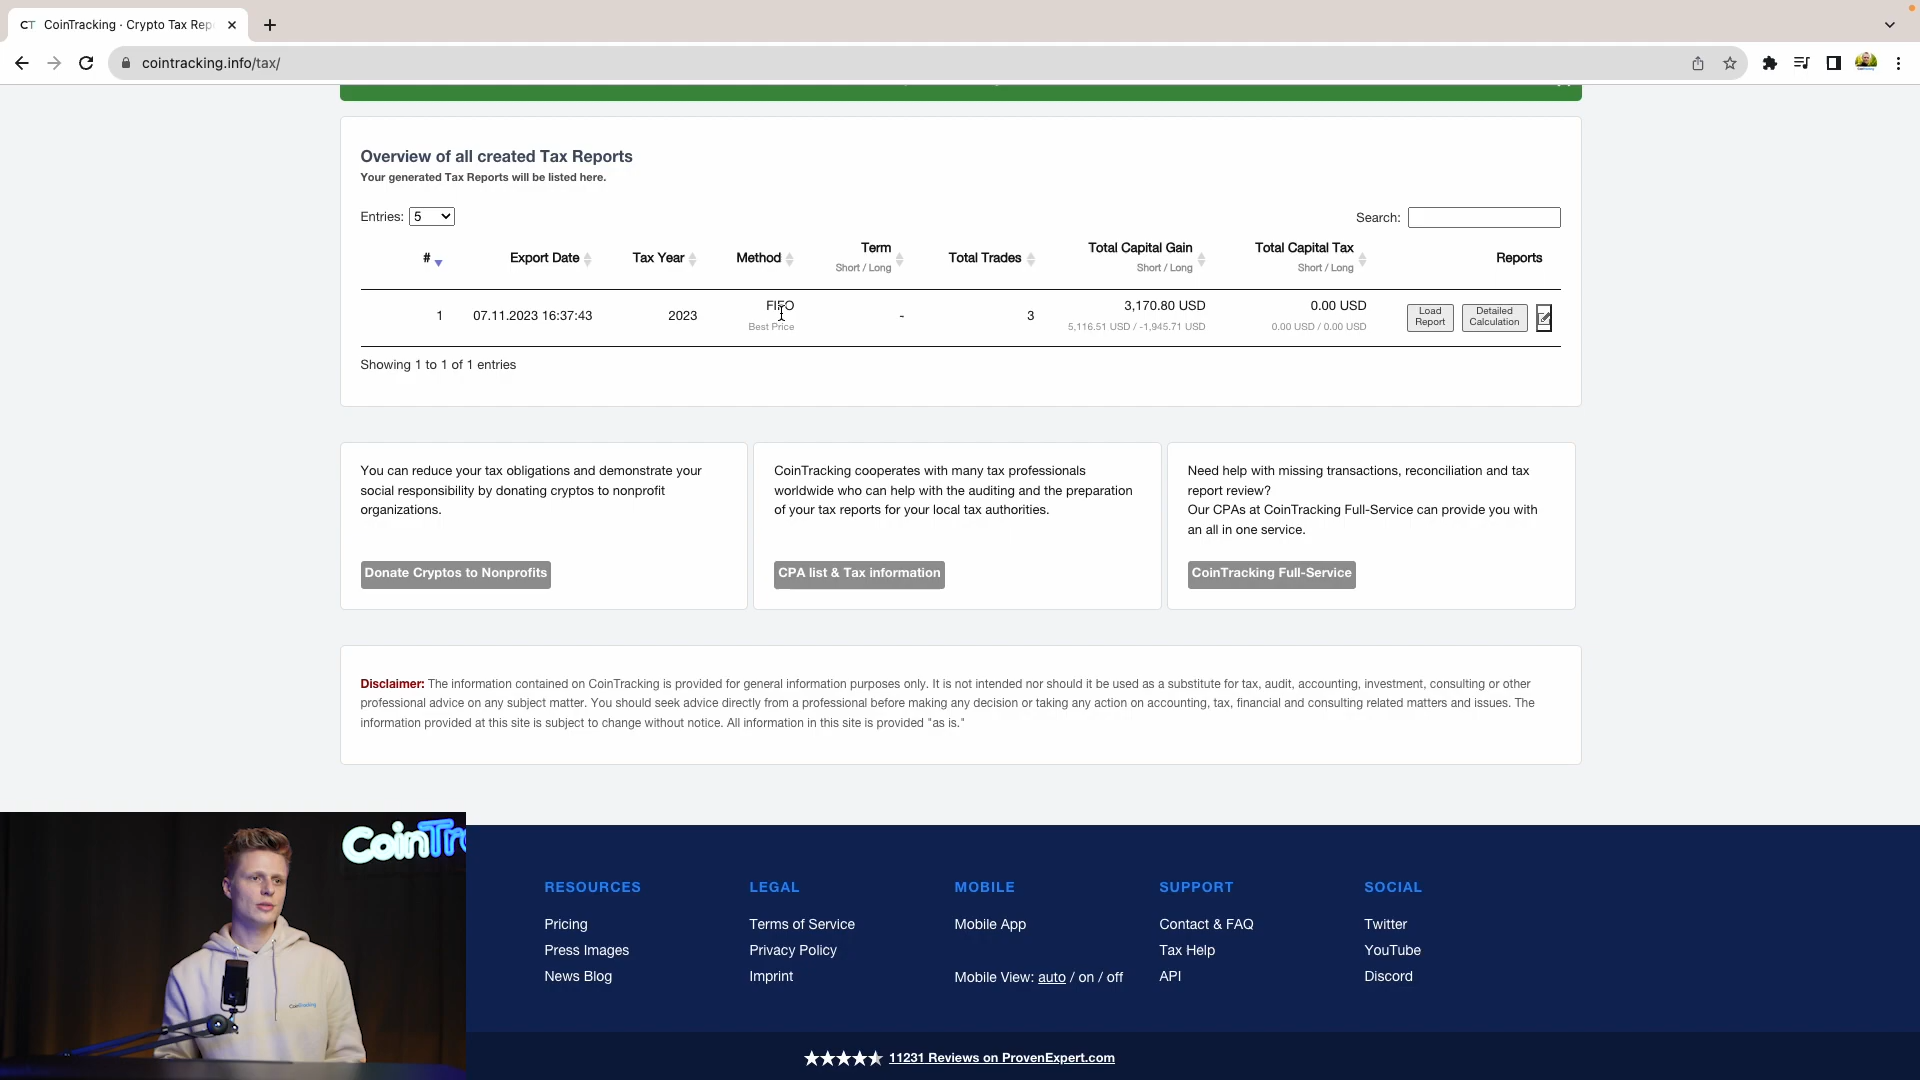 CT CoinTracking · Crypto Tax Rep
cointracking.info/tax/
Overview of all created Tax Reports
Your generated Tax Reports will be listed here.
Entries: 5
Search:
# Export Date Tax Year Method Term Short / Long Total Trades Total Capital Gain Short / Long Total Capital Tax Short / Long Reports
1 07.11.2023 16:37:43 2023 FIFO Best Price - 3 3,170.80 USD 5,116.51 USD / -1,945.71 USD 0.00 USD 0.00 USD / 0.00 USD Load Report Detailed Calculation
Showing 1 to 1 of 1 entries
You can reduce your tax obligations and demonstrate your
social responsibility by donating cryptos to nonprofit
organizations.
Donate Cryptos to Nonprofits
CoinTracking cooperates with many tax professionals
worldwide who can help with the auditing and the preparation
of your tax reports for your local tax authorities.
CPA list & Tax information
Need help with missing transactions, reconciliation and tax
report review?
Our CPAs at CoinTracking Full-Service can provide you with
an all in one service.
CoinTracking Full-Service
Disclaimer: The information contained on CoinTracking is provided for general information purposes only. It is not intended nor should it be used as a substitute for tax, audit, accounting, investment, consulting or other
professional advice on any subject matter. You should seek advice directly from a professional before making any decision or taking any action on accounting, tax, financial and consulting related matters and issues. The
information provided at this site is subject to change without notice. All information in this site is provided "as is."
CoinTr
CoinTracking
RESOURCES
Pricing
Press Images
News Blog
LEGAL
Terms of Service
Privacy Policy
Imprint
MOBILE
Mobile App
Mobile View: auto / on / off
SUPPORT
Contact & FAQ
Tax Help
API
SOCIAL
Twitter
YouTube
Discord
11231 Reviews on ProvenExpert.com